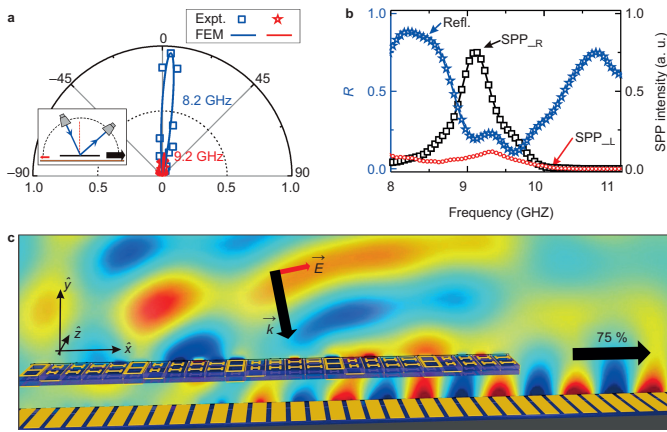 a
Expt.
FEM
0
−45
45
8.2 GHz
9.2 GHz
−90
90
1.0
0.5
0
0.5
1.0
b
1.0
0.5
0.0
R
Refl.
SPP_R
SPP_L
1.0
0.5
0.0
SPP intensity (a. u.)
8
9
10
11
Frequency (GHZ)
c
ŷ
ẑ
x̂
E
k
75 %